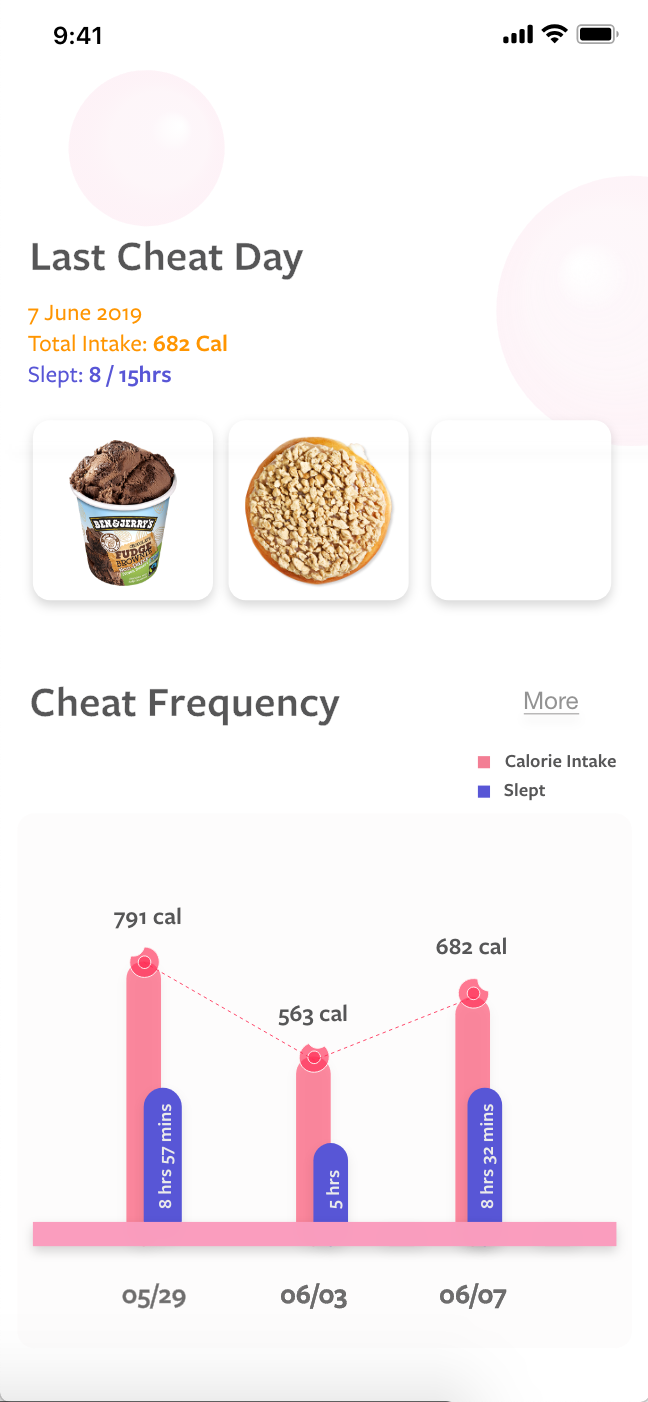 9:41
Last Cheat Day
7 June 2019
Total Intake: 682 Cal
Slept: 8 / 15hrs
BEN & JERRY'S
FUDGE
BROWNIE
Cheat Frequency
More
Calorie Intake
Slept
791 cal
682 cal
563 cal
8 hrs 57 mins
5 hrs
8 hrs 32 mins
05/29
06/03
06/07